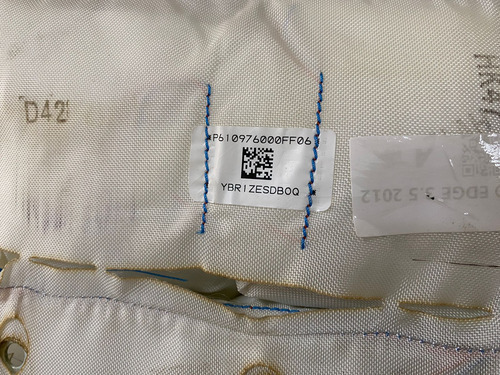 D42
P610976000FF06
YBRIZESDB0Q
EDGE 3.5 2012